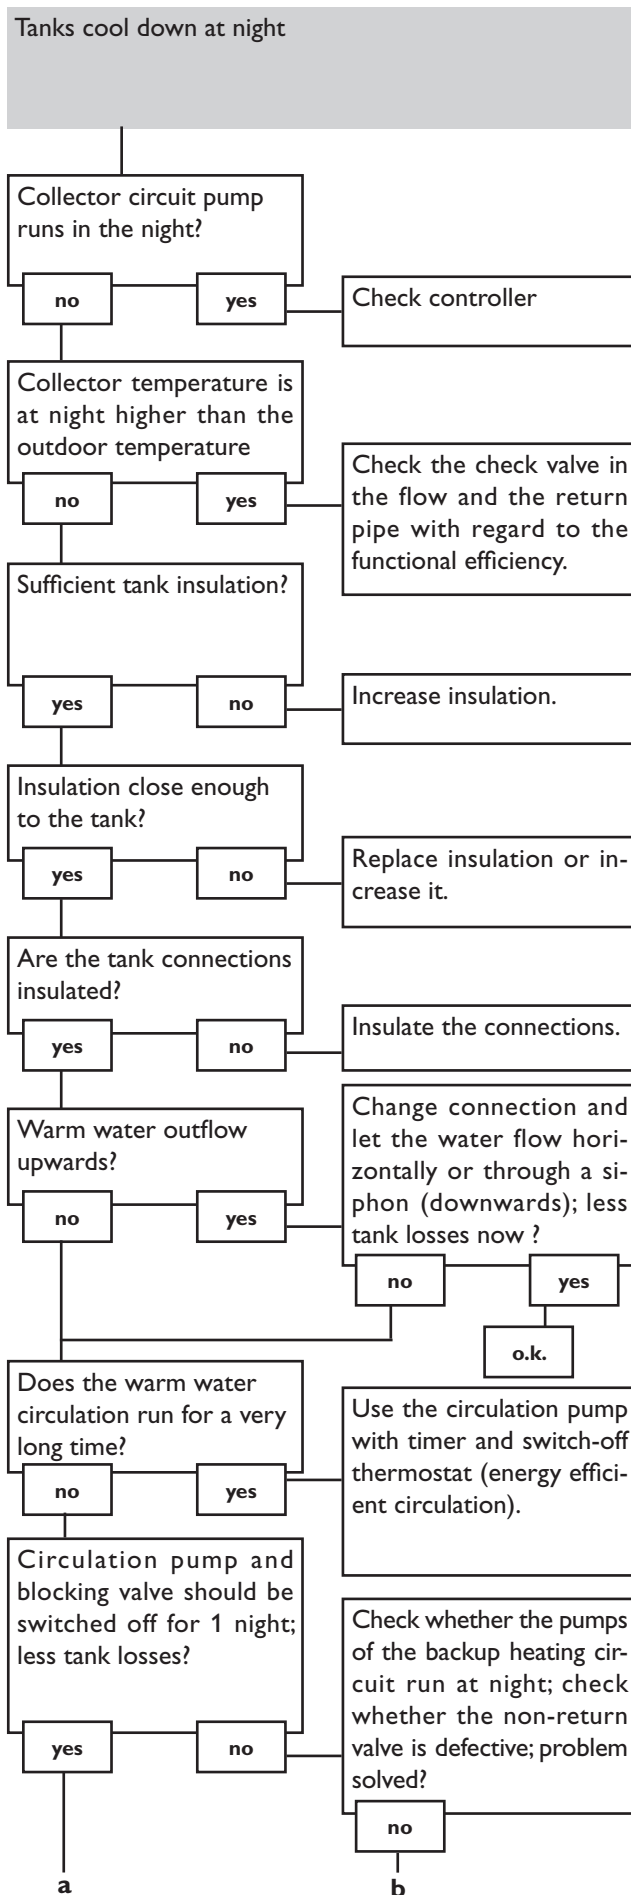 Tanks cool down at night
Collector circuit pump
runs in the night?
no
yes
Check controller
Collector temperature is
at night higher than the
outdoor temperature
no
yes
Check the check valve in
the flow and the return
pipe with regard to the
functional efficiency.
Sufficient tank insulation?
yes
no
Increase insulation.
Insulation close enough
to the tank?
yes
no
Replace insulation or in-
crease it.
Are the tank connections
insulated?
yes
no
Insulate the connections.
Warm water outflow
upwards?
no
yes
Change connection and
let the water flow hori-
zontally or through a si-
phon (downwards); less
tank losses now ?
no
yes
o.k.
Does the warm water
circulation run for a very
long time?
no
yes
Use the circulation pump
with timer and switch-off
thermostat (energy effici-
ent circulation).
Circulation pump and
blocking valve should be
switched off for 1 night;
less tank losses?
yes
no
Check whether the pumps
of the backup heating cir-
cuit run at night; check
whether the non-return
valve is defective; problem
solved?
no
a
b